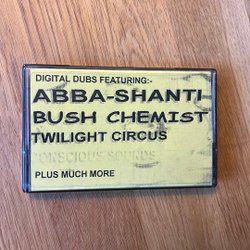 DIGITAL DUBS FEATURING:-
ABBA-SHANTI
BUSH CHEMIST
TWILIGHT CIRCUS
CONSCIOUS SOUNDS
PLUS MUCH MORE